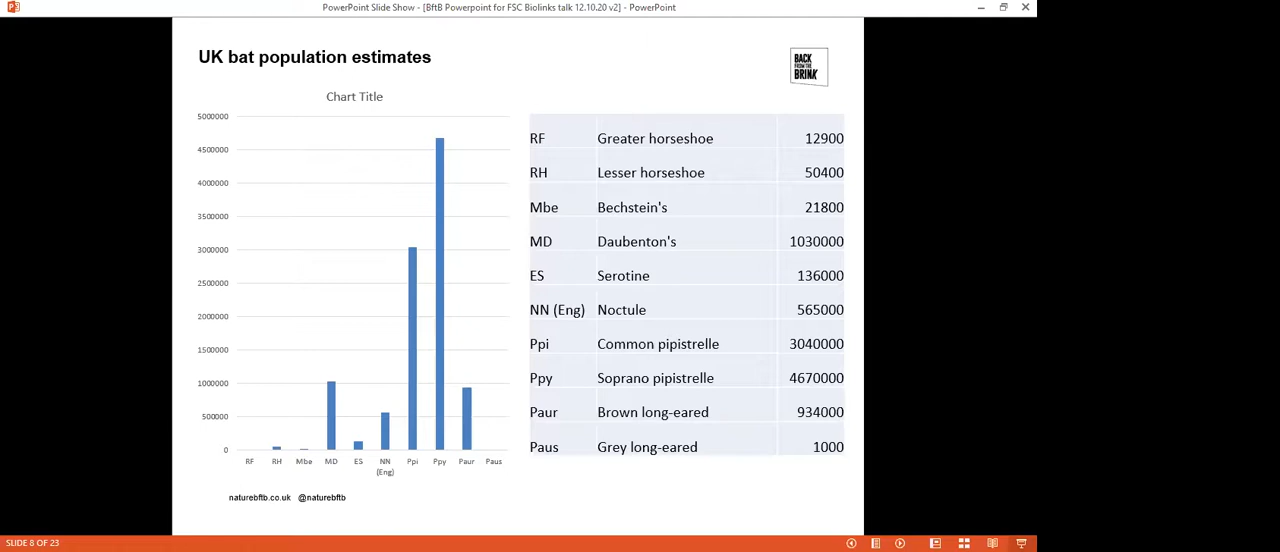 PowerPoint Slide Show - [BftB Powerpoint for FSC Biolinks talk 12.10.20 v2] - PowerPoint
UK bat population estimates
BACK
FROM THE
BRINK
Chart Title
5000000
4500000
4000000
3500000
3000000
2500000
2000000
1500000
1000000
500000
0
RF RH Mbe MD ES NN Ppi Ppy Paur Paus
(Eng)
RF Greater horseshoe 12900
RH Lesser horseshoe 50400
Mbe Bechstein's 21800
MD Daubenton's 1030000
ES Serotine 136000
NN (Eng) Noctule 565000
Ppi Common pipistrelle 3040000
Ppy Soprano pipistrelle 4670000
Paur Brown long-eared 934000
Paus Grey long-eared 1000
naturebftb.co.uk @naturebftb
SLIDE 8 OF 23